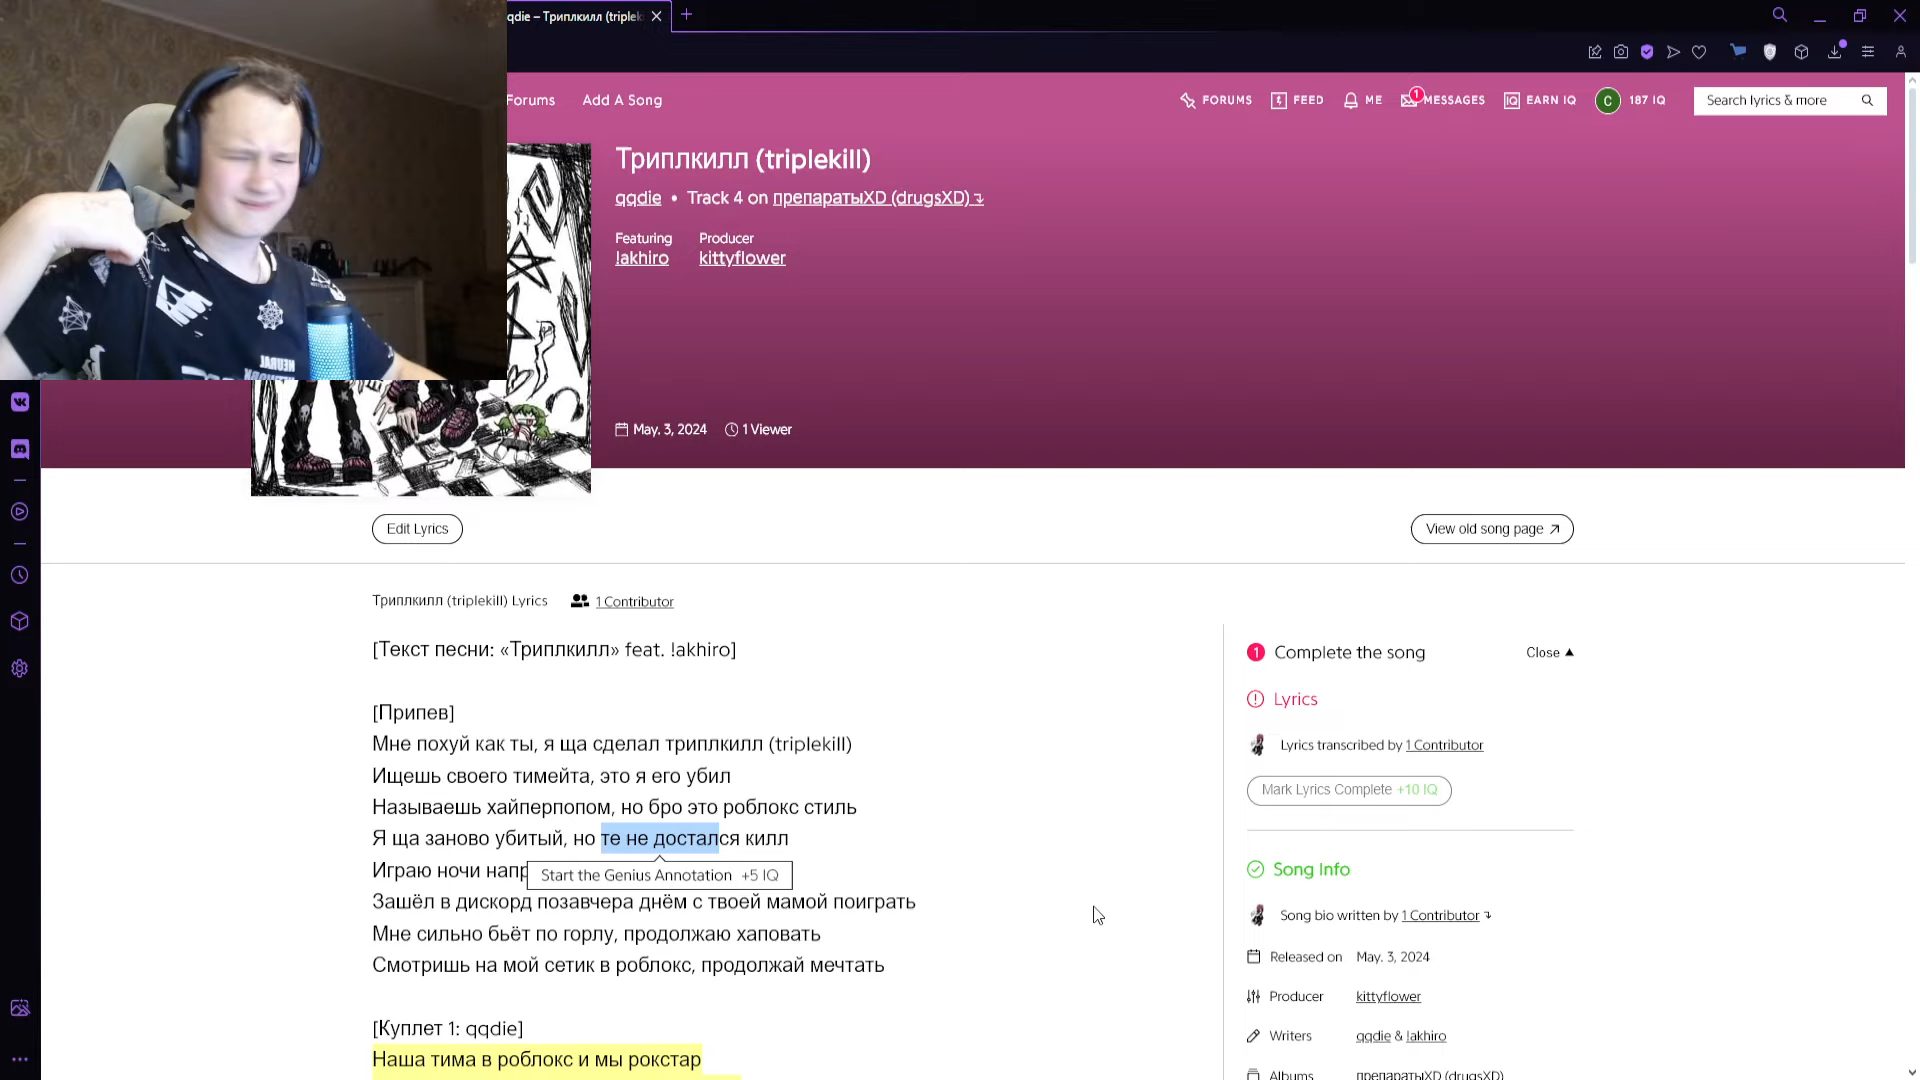 qqdie – Триплкилл (triplek
Forums
Add A Song
FORUMS
FEED
ME
1
MESSAGES
IQ
EARN IQ
C
187 IQ
Search lyrics & more
Триплкилл (triplekill)
qqdie • Track 4 on препаратыXD (drugsXD)
Featuring
!akhiro
Producer
kittyflower
May. 3, 2024
1 Viewer
NEURAL
Edit Lyrics
View old song page
Триплкилл (triplekill) Lyrics
1 Contributor
[Текст песни: «Триплкилл» feat. !akhiro]
[Припев]
Мне похуй как ты, я ща сделал триплкилл (triplekill)
Ищешь своего тимейта, это я его убил
Называешь хайперпопом, но бро это роблокс стиль
Я ща заново убитый, но те не достался килл
Играю ночи напр
Start the Genius Annotation +5 IQ
Зашёл в дискорд позавчера днём с твоей мамой поиграть
Мне сильно бьёт по горлу, продолжаю хаповать
Смотришь на мой сетик в роблокс, продолжай мечтать
[Куплет 1: qqdie]
Наша тима в роблокс и мы рокстар
1 Complete the song
Close
Lyrics
Lyrics transcribed by 1 Contributor
Mark Lyrics Complete +10 IQ
Song Info
Song bio written by 1 Contributor
Released on May. 3, 2024
Producer kittyflower
Writers qqdie & !akhiro
Albums препаратыXD (drugsXD)